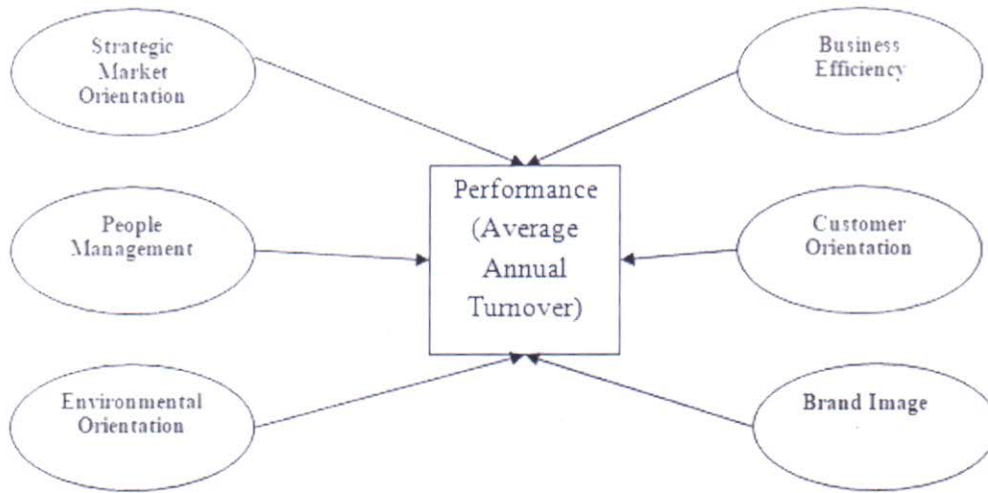 Strategic
Market
Orientation
Business
Efficiency
Performance
(Average
Annual
Turnover)
People
Management
Customer
Orientation
Environmental
Orientation
Brand Image